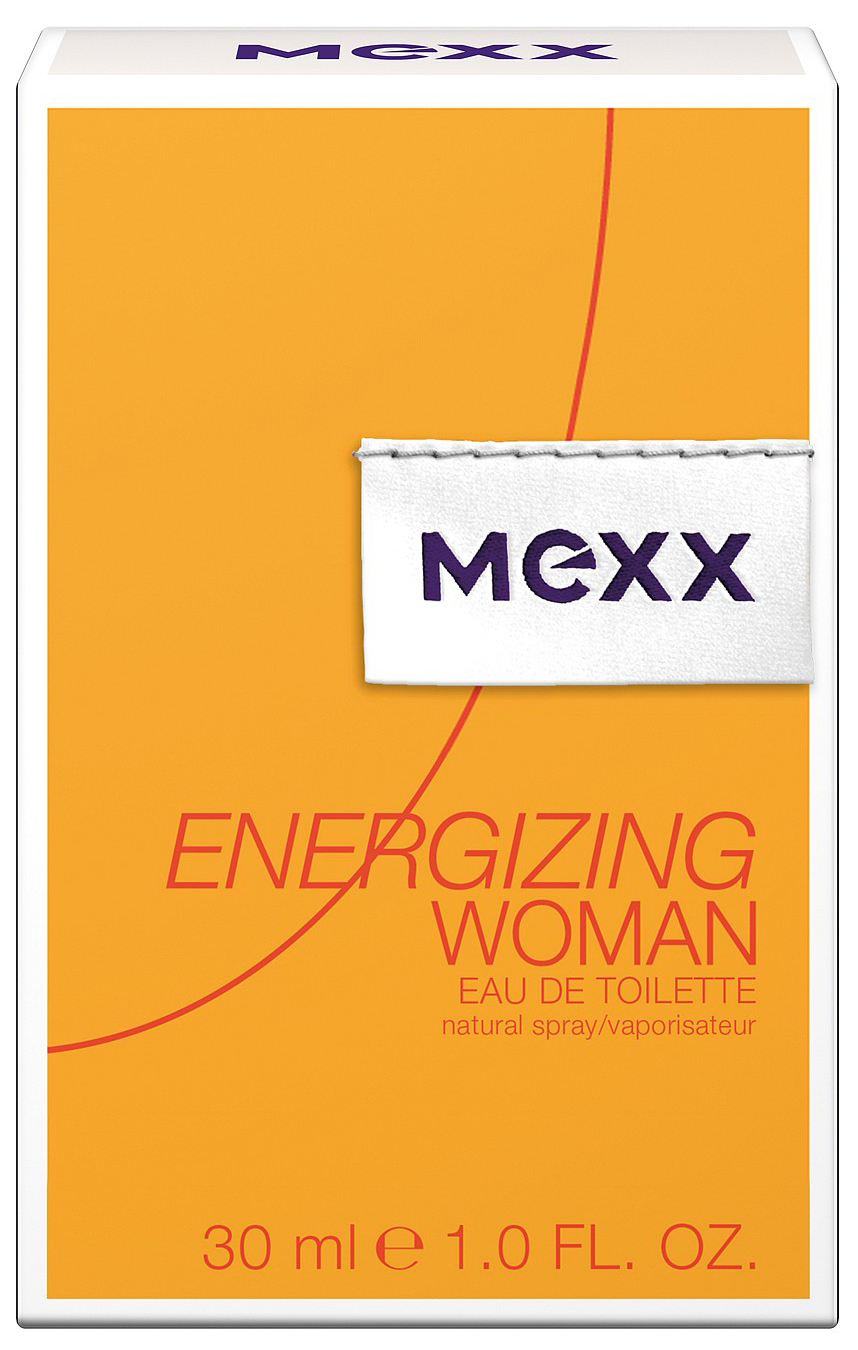 mexx
mexx
ENERGIZING
WOMAN
EAU DE TOILETTE
natural spray/vaporisateur
30 ml ℮ 1.0 FL. OZ.